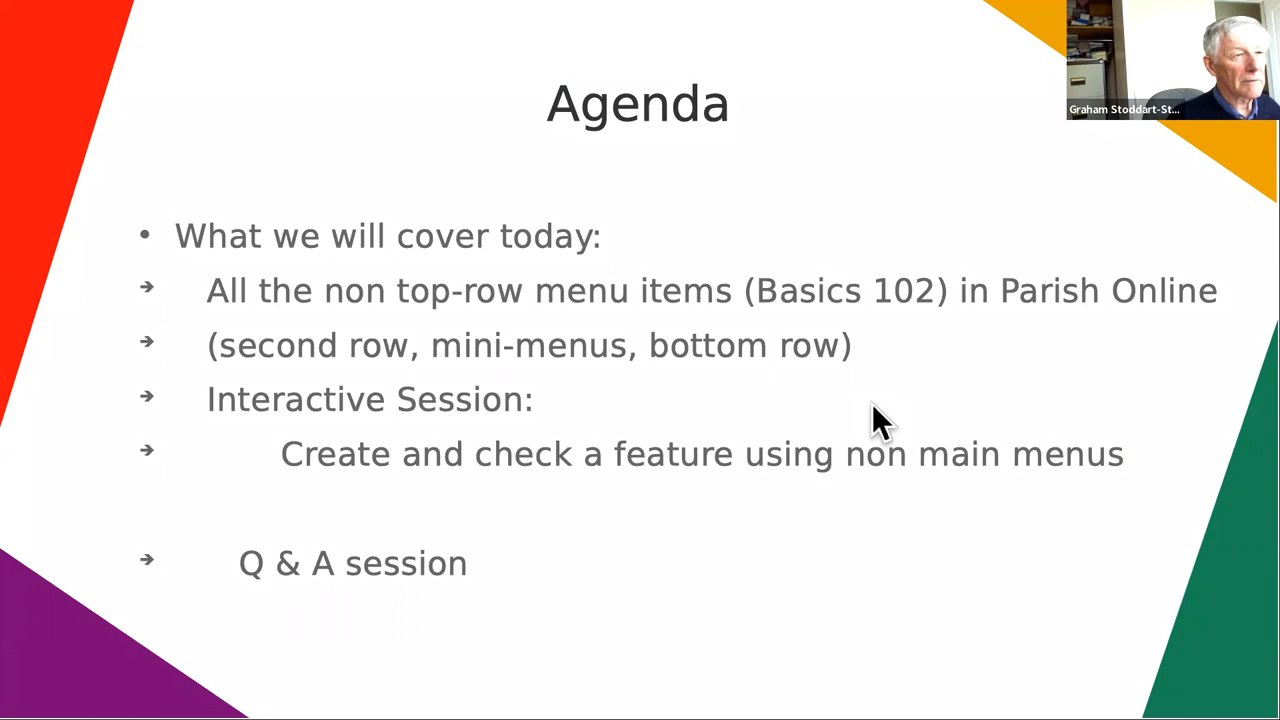 Agenda
Graham Stoddart-St...
• What we will cover today:
➔ All the non top-row menu items (Basics 102) in Parish Online
➔ (second row, mini-menus, bottom row)
➔ Interactive Session:
➔ Create and check a feature using non main menus
➔ Q & A session